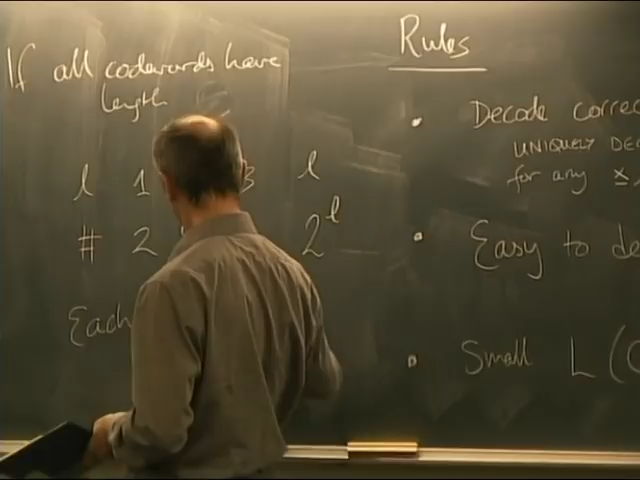 If all codewords have
length
l 1 3 l
# 2 2^l
Each
Rules
Decode correc
UNIQUELY DE
for any x
Easy to de
Small L(